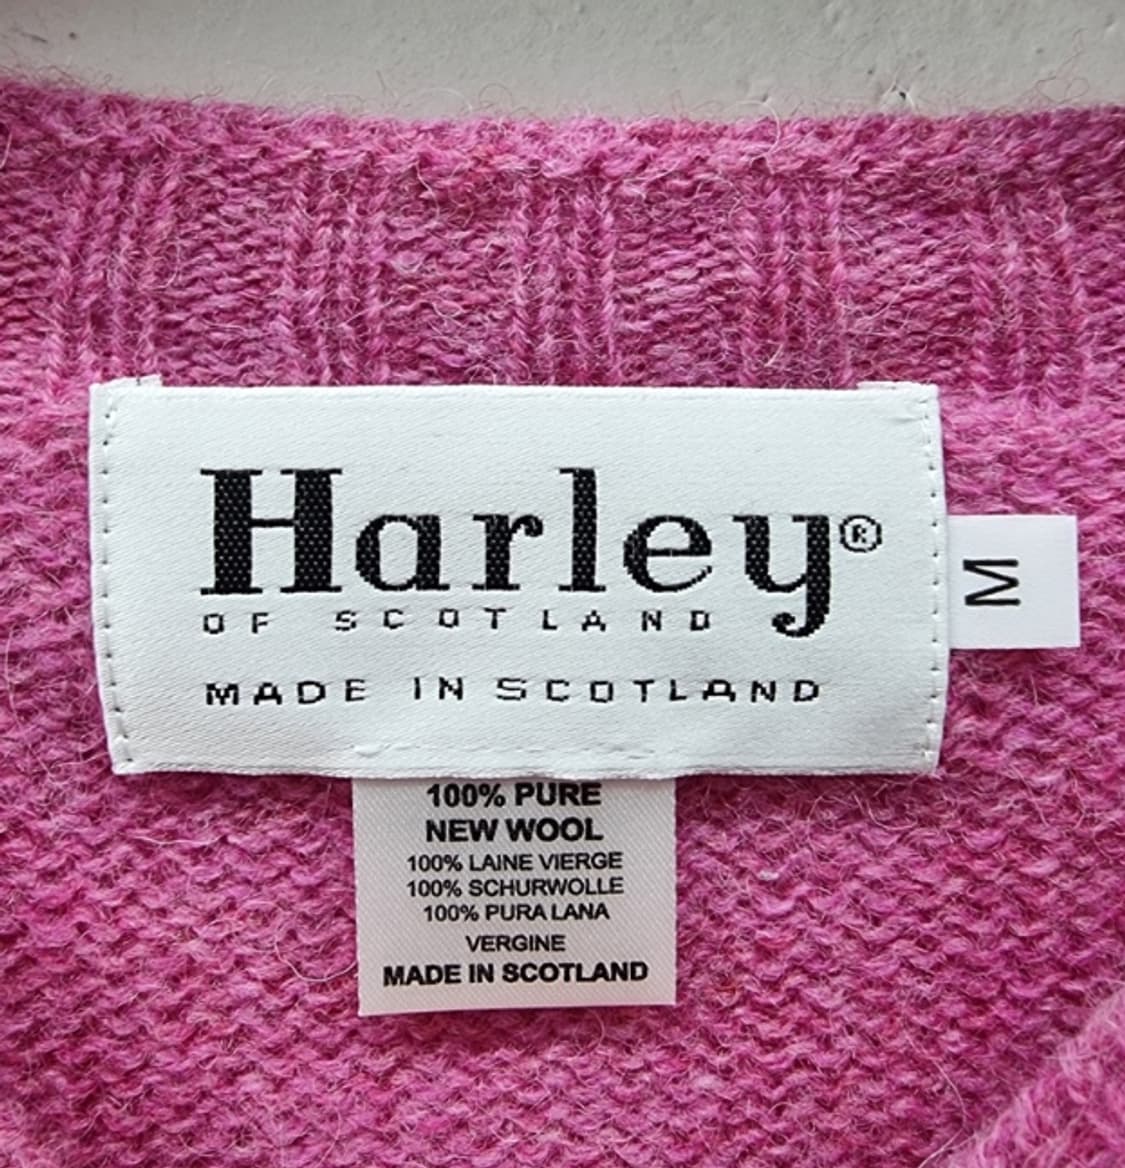 Harley®
OF SCOTLAND
MADE IN SCOTLAND
M
100% PURE
NEW WOOL
100% LAINE VIERGE
100% SCHURWOLLE
100% PURA LANA
VERGINE
MADE IN SCOTLAND